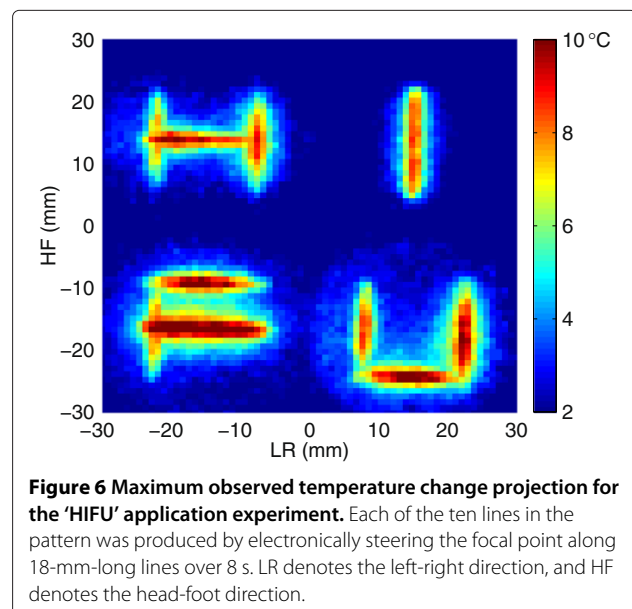 30
20
10
0
−10
−20
−30
HF (mm)
−30
−20
−10
0
10
20
30
LR (mm)
10 °C
8
6
4
2
Figure 6 Maximum observed temperature change projection for
the ‘HIFU’ application experiment. Each of the ten lines in the
pattern was produced by electronically steering the focal point along
18-mm-long lines over 8 s. LR denotes the left-right direction, and HF
denotes the head-foot direction.